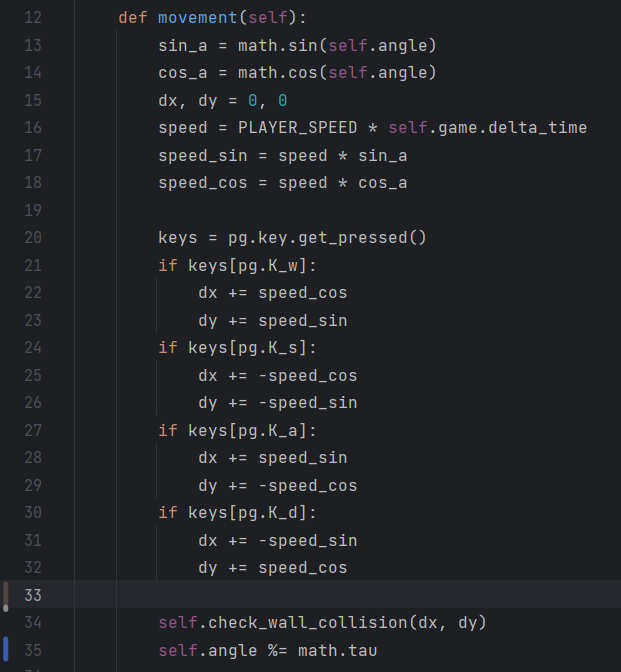 12 def movement(self):
13 sin_a = math.sin(self.angle)
14 cos_a = math.cos(self.angle)
15 dx, dy = 0, 0
16 speed = PLAYER_SPEED * self.game.delta_time
17 speed_sin = speed * sin_a
18 speed_cos = speed * cos_a
19
20 keys = pg.key.get_pressed()
21 if keys[pg.K_w]:
22 dx += speed_cos
23 dy += speed_sin
24 if keys[pg.K_s]:
25 dx += -speed_cos
26 dy += -speed_sin
27 if keys[pg.K_a]:
28 dx += speed_sin
29 dy += -speed_cos
30 if keys[pg.K_d]:
31 dx += -speed_sin
32 dy += speed_cos
33
34 self.check_wall_collision(dx, dy)
35 self.angle %= math.tau